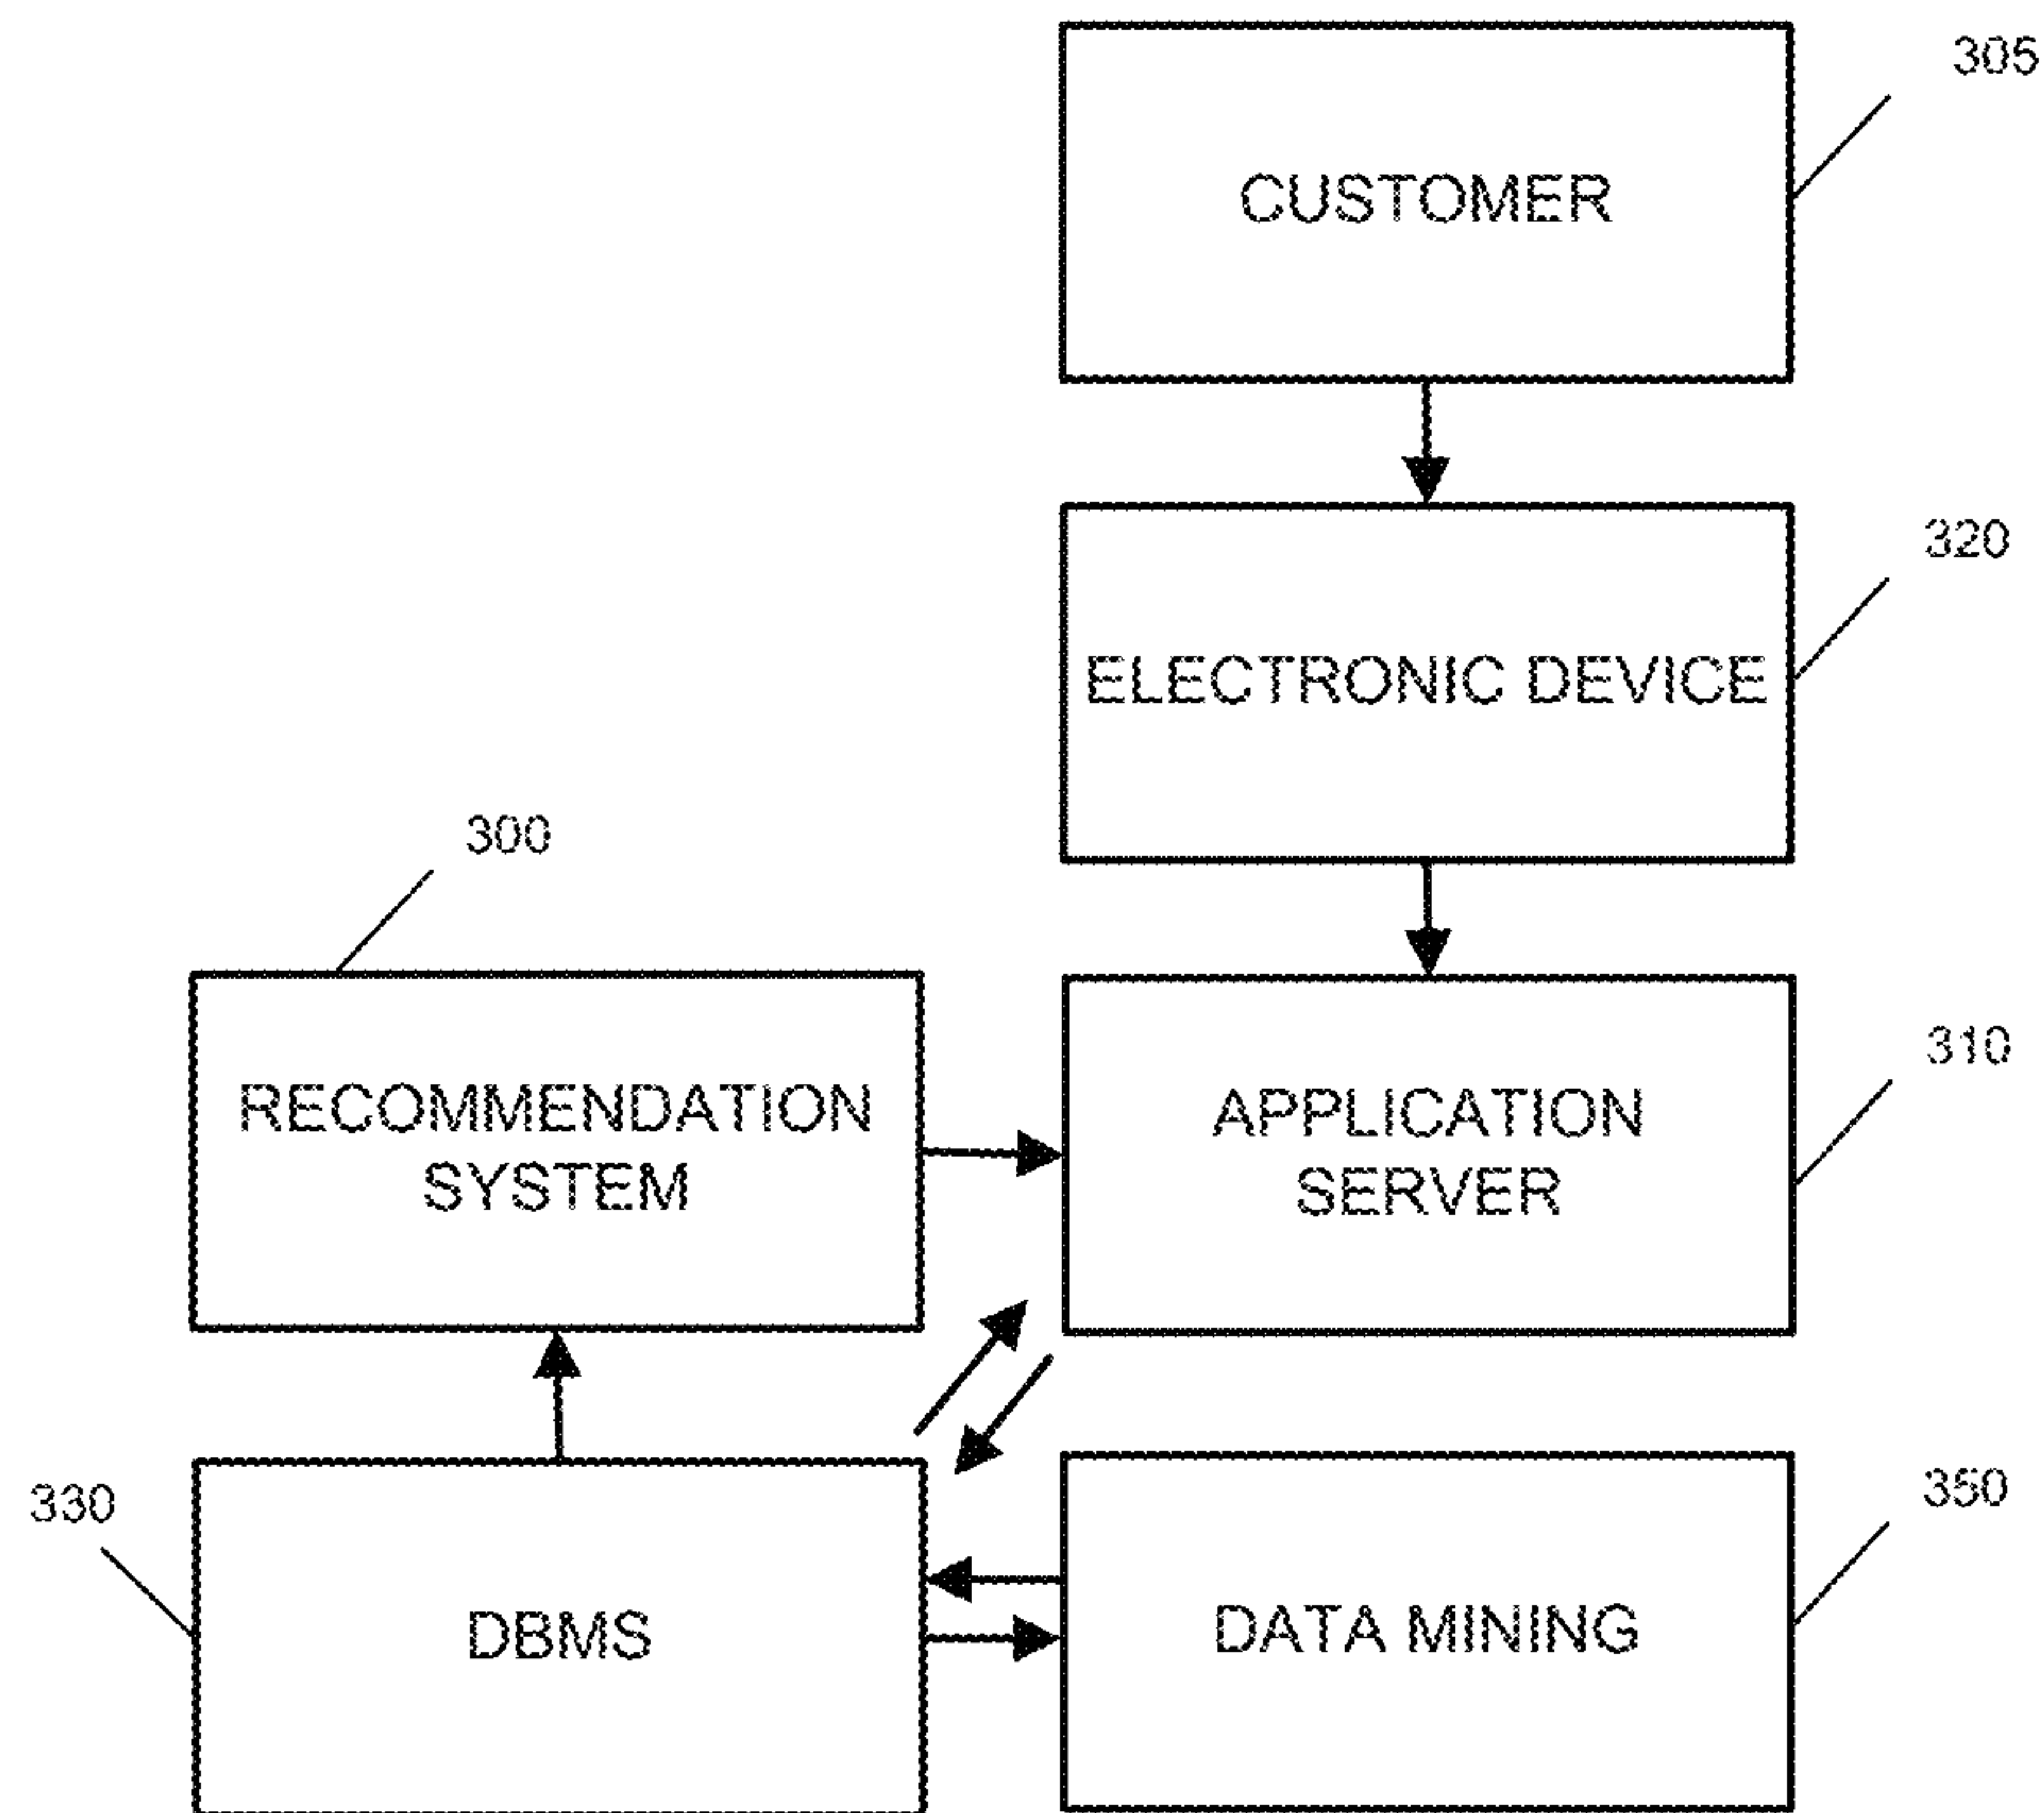 305
CUSTOMER
320
ELECTRONIC DEVICE
300
310
RECOMMENDATION
SYSTEM
APPLICATION
SERVER
330
350
DBMS
DATA MINING